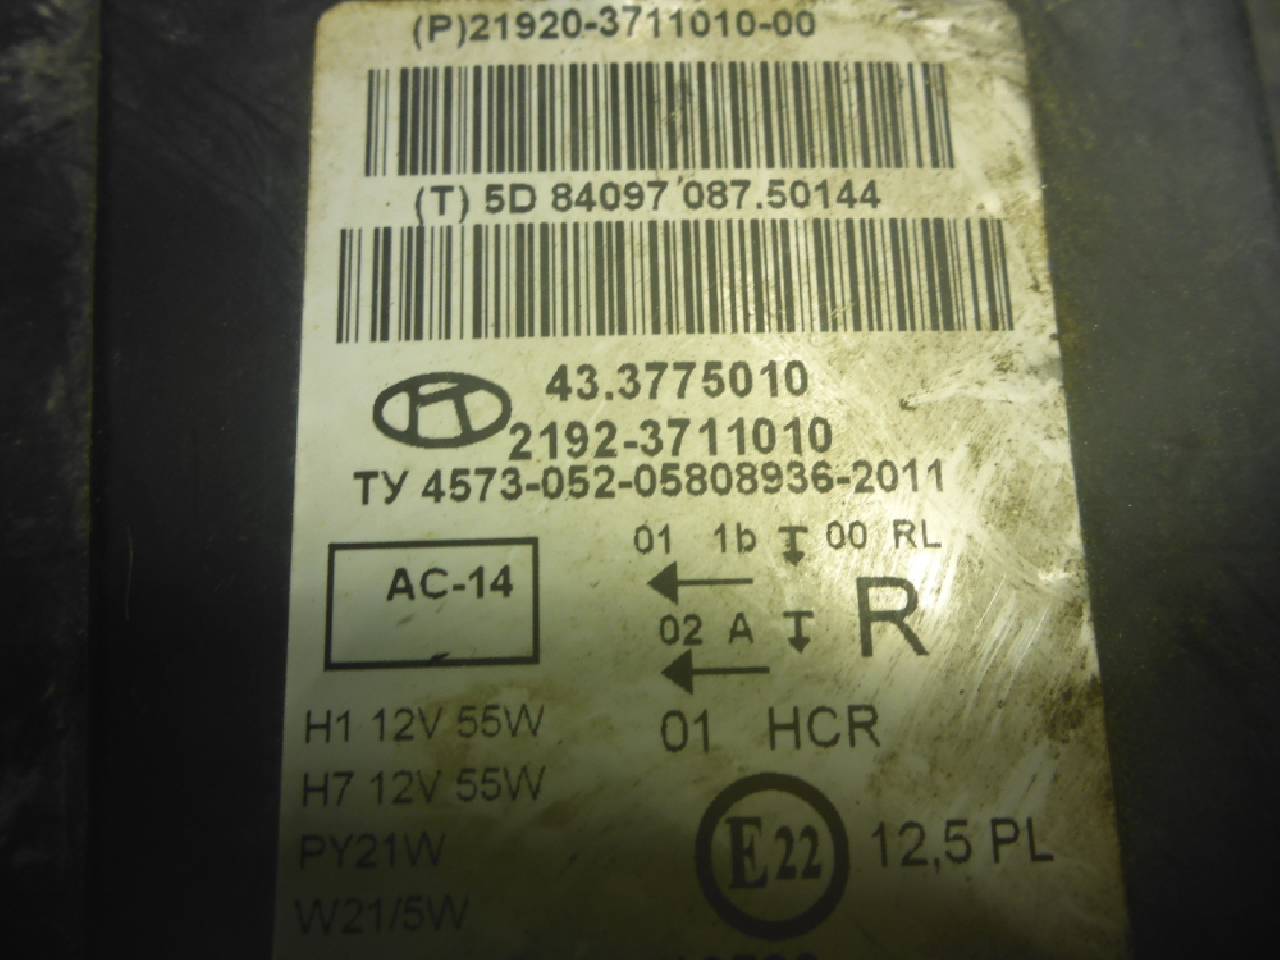 (P)21920-3711010-00
(T) 5D 84097 087.50144
43.3775010
2192-3711010
ТУ 4573-052-05808936-2011
01 1b 00 RL
AC-14
R
02 A
H1 12V 55W
01 HCR
H7 12V 55W
E22
12,5 PL
PY21W
W21/5W